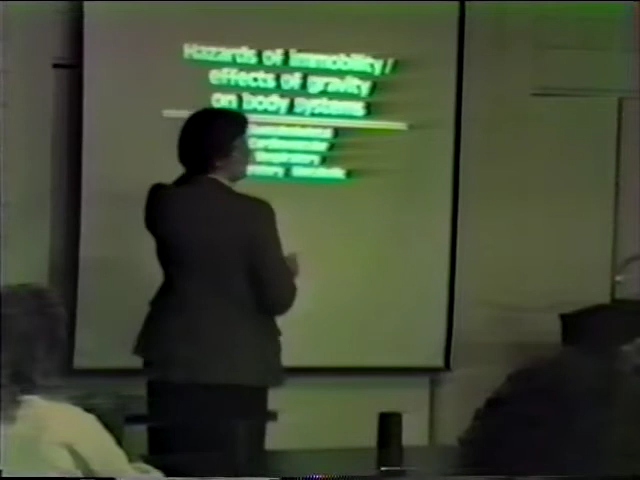 Hazards of immobility/
effects of gravity
on body systems
Cardiovascular
Respiratory